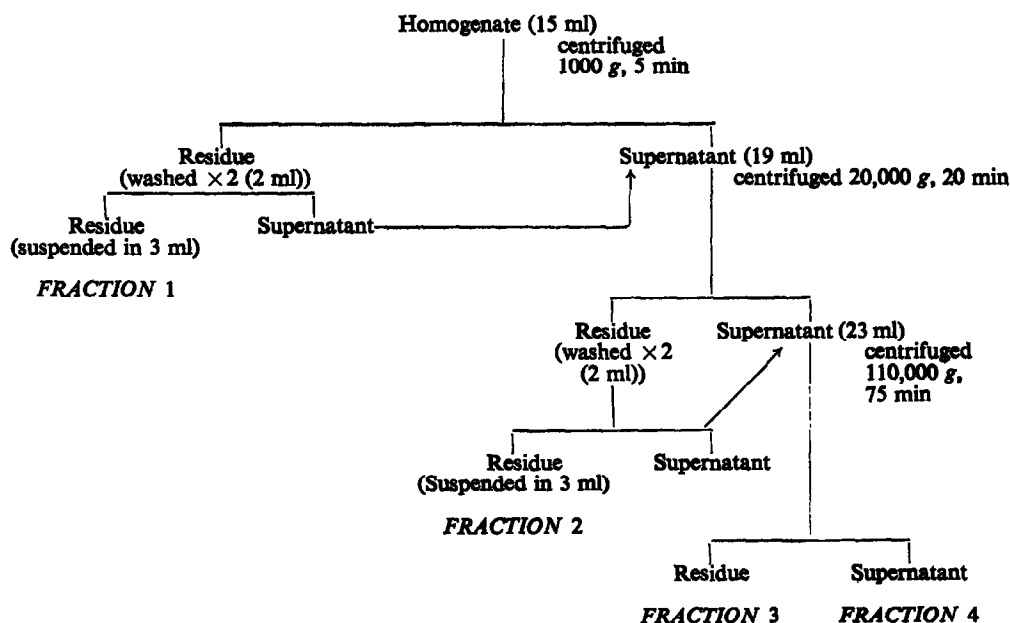 Homogenate (15 ml)
centrifuged
1000 g, 5 min
Residue
(washed ×2 (2 ml))
Supernatant (19 ml)
centrifuged 20,000 g, 20 min
Residue
(suspended in 3 ml)
Supernatant
FRACTION 1
Residue
(washed ×2
(2 ml))
Supernatant (23 ml)
centrifuged
110,000 g,
75 min
Residue
(Suspended in 3 ml)
Supernatant
FRACTION 2
Residue
Supernatant
FRACTION 3
FRACTION 4